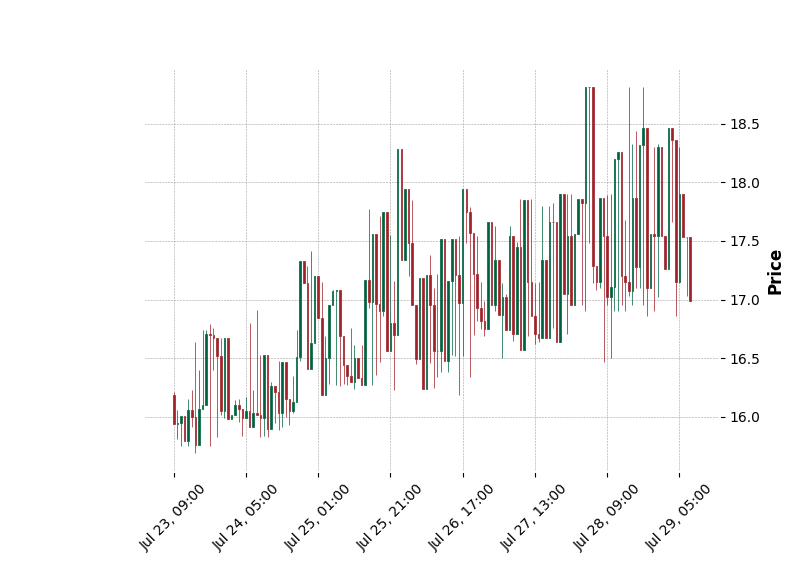 18.5
18.0
17.5
17.0
16.5
16.0
Price
Jul 23, 09:00
Jul 24, 05:00
Jul 25, 01:00
Jul 25, 21:00
Jul 26, 17:00
Jul 27, 13:00
Jul 28, 09:00
Jul 29, 05:00